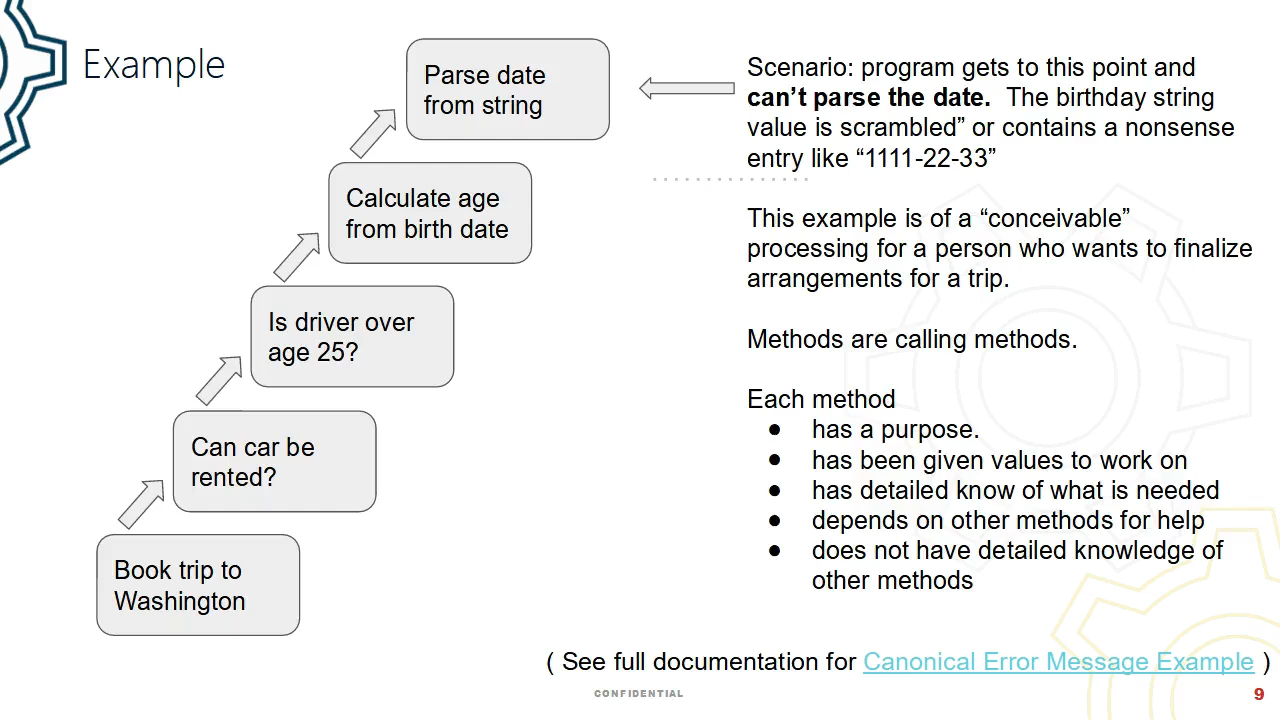 Example
Parse date
from string
Calculate age
from birth date
Is driver over
age 25?
Can car be
rented?
Book trip to
Washington
Scenario: program gets to this point and
can’t parse the date.  The birthday string
value is scrambled” or contains a nonsense
entry like “1111-22-33”
This example is of a “conceivable”
processing for a person who wants to finalize
arrangements for a trip.
Methods are calling methods.
Each method
● has a purpose.
● has been given values to work on
● has detailed know of what is needed
● depends on other methods for help
● does not have detailed knowledge of
other methods
( See full documentation for Canonical Error Message Example )
CONFIDENTIAL
9